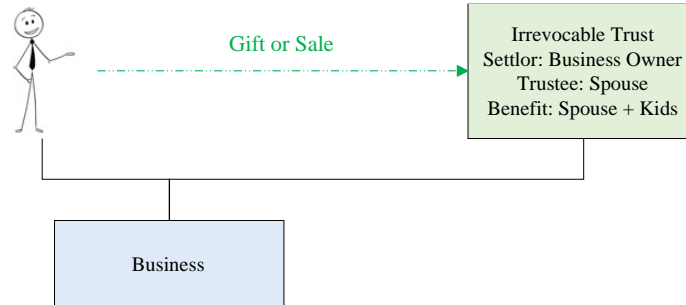 Gift or Sale
Irrevocable Trust
Settlor: Business Owner
Trustee: Spouse
Benefit: Spouse + Kids
Business